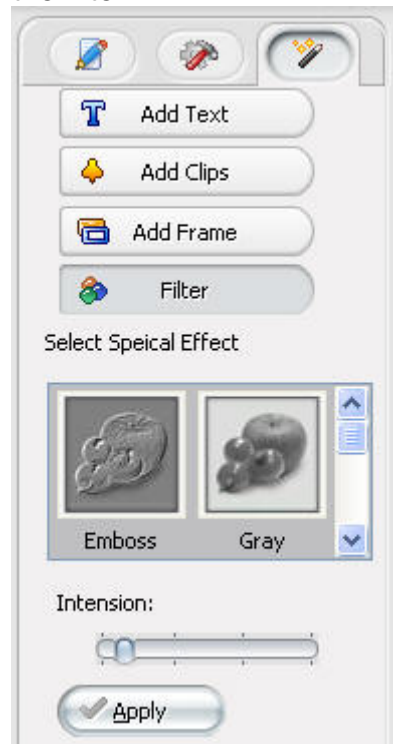 Add Text
Add Clips
Add Frame
Filter
Select Speical Effect
Emboss Gray
Intension:
Apply